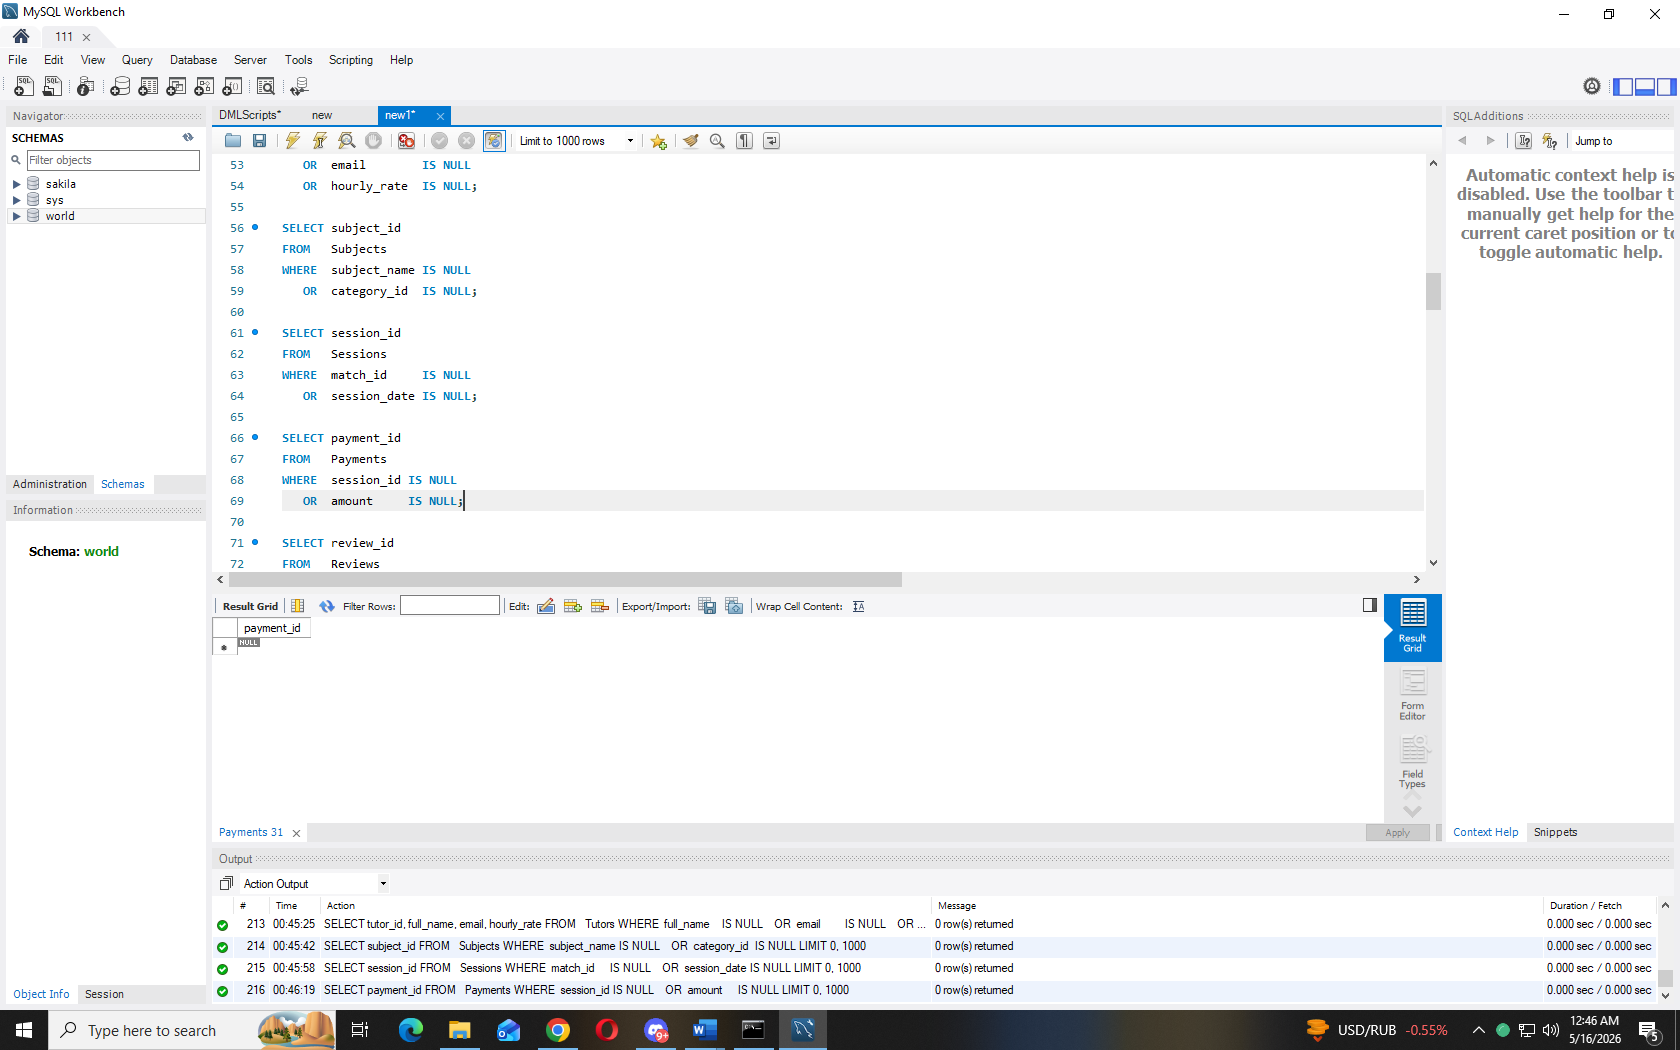 MySQL Workbench
111
File Edit View Query Database Server Tools Scripting Help
Navigator
SCHEMAS
Filter objects
sakila
sys
world
Administration Schemas
Information
Schema: world
Object Info Session
DMLScripts* new new1*
Limit to 1000 rows
53 OR email IS NULL
54 OR hourly_rate IS NULL;
55
56 SELECT subject_id
57 FROM Subjects
58 WHERE subject_name IS NULL
59 OR category_id IS NULL;
60
61 SELECT session_id
62 FROM Sessions
63 WHERE match_id IS NULL
64 OR session_date IS NULL;
65
66 SELECT payment_id
67 FROM Payments
68 WHERE session_id IS NULL
69 OR amount IS NULL;
70
71 SELECT review_id
72 FROM Reviews
Result Grid Filter Rows: Edit: Export/Import: Wrap Cell Content:
payment_id
NULL
Result
Grid
Form
Editor
Field
Types
Payments 31
Apply
SQLAdditions
Jump to
Automatic context help is
disabled. Use the toolbar t
manually get help for the
current caret position or to
toggle automatic help.
Context Help Snippets
Output
Action Output
# Time Action Message Duration / Fetch
213 00:45:25 SELECT tutor_id, full_name, email, hourly_rate FROM Tutors WHERE full_name IS NULL OR email IS NULL OR ... 0 row(s) returned 0.000 sec / 0.000 sec
214 00:45:42 SELECT subject_id FROM Subjects WHERE subject_name IS NULL OR category_id IS NULL LIMIT 0, 1000 0 row(s) returned 0.000 sec / 0.000 sec
215 00:45:58 SELECT session_id FROM Sessions WHERE match_id IS NULL OR session_date IS NULL LIMIT 0, 1000 0 row(s) returned 0.000 sec / 0.000 sec
216 00:46:19 SELECT payment_id FROM Payments WHERE session_id IS NULL OR amount IS NULL LIMIT 0, 1000 0 row(s) returned 0.000 sec / 0.000 sec
Type here to search
9+
USD/RUB -0.55%
12:46 AM
5/16/2026
5